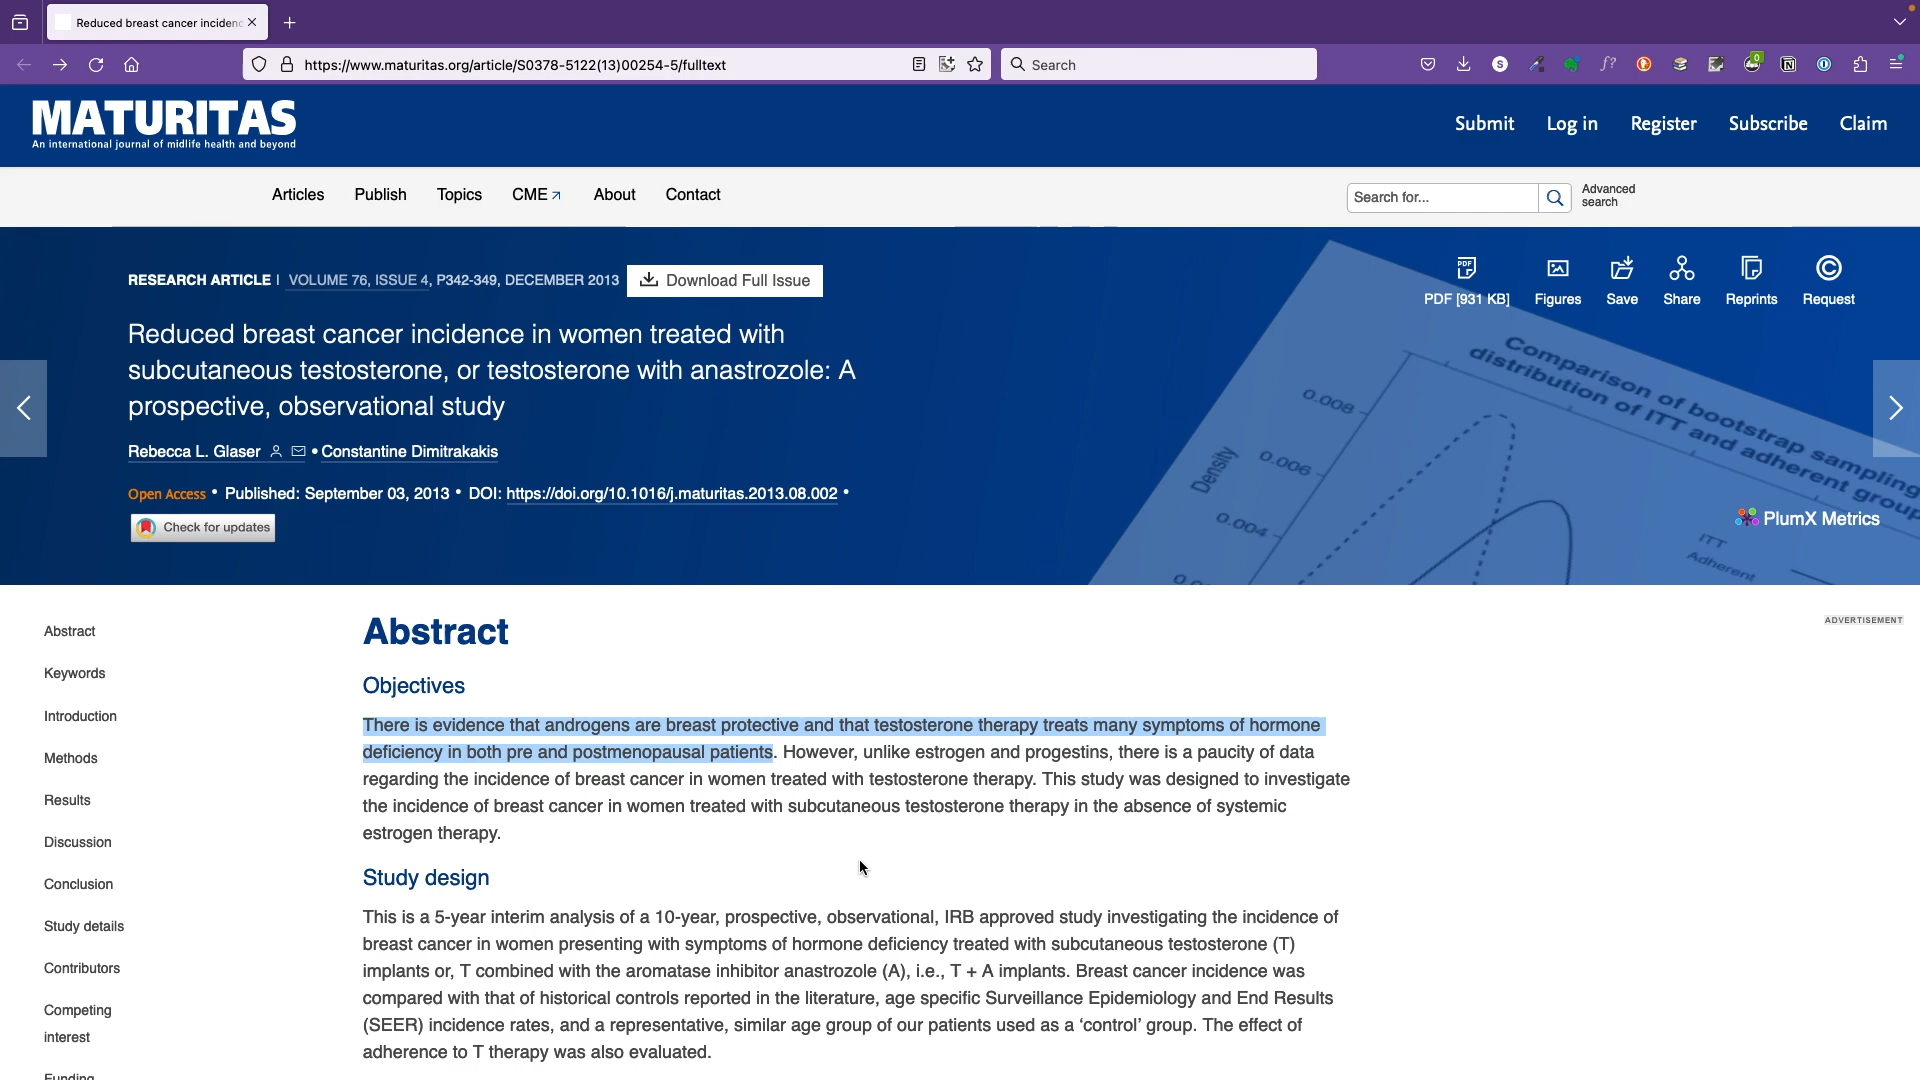 Reduced breast cancer inciden
https://www.maturitas.org/article/S0378-5122(13)00254-5/fulltext
Search
MATURITAS
An international journal of midlife health and beyond
Submit
Log in
Register
Subscribe
Claim
Articles
Publish
Topics
CME
About
Contact
Search for...
Advanced
search
RESEARCH ARTICLE | VOLUME 76, ISSUE 4, P342-349, DECEMBER 2013
Download Full Issue
PDF [931 KB]
Figures
Save
Share
Reprints
Request
Reduced breast cancer incidence in women treated with
subcutaneous testosterone, or testosterone with anastrozole: A
prospective, observational study
Rebecca L. Glaser • Constantine Dimitrakakis
Open Access • Published: September 03, 2013 • DOI: https://doi.org/10.1016/j.maturitas.2013.08.002 •
Check for updates
Comparison of bootstrap sampling
distribution of ITT and adherent group
0.008
0.006
0.004
Density
ITT
Adherent
PlumX Metrics
Abstract
Keywords
Introduction
Methods
Results
Discussion
Conclusion
Study details
Contributors
Competing
interest
Funding
Abstract
ADVERTISEMENT
Objectives
There is evidence that androgens are breast protective and that testosterone therapy treats many symptoms of hormone
deficiency in both pre and postmenopausal patients. However, unlike estrogen and progestins, there is a paucity of data
regarding the incidence of breast cancer in women treated with testosterone therapy. This study was designed to investigate
the incidence of breast cancer in women treated with subcutaneous testosterone therapy in the absence of systemic
estrogen therapy.
Study design
This is a 5-year interim analysis of a 10-year, prospective, observational, IRB approved study investigating the incidence of
breast cancer in women presenting with symptoms of hormone deficiency treated with subcutaneous testosterone (T)
implants or, T combined with the aromatase inhibitor anastrozole (A), i.e., T + A implants. Breast cancer incidence was
compared with that of historical controls reported in the literature, age specific Surveillance Epidemiology and End Results
(SEER) incidence rates, and a representative, similar age group of our patients used as a ‘control’ group. The effect of
adherence to T therapy was also evaluated.